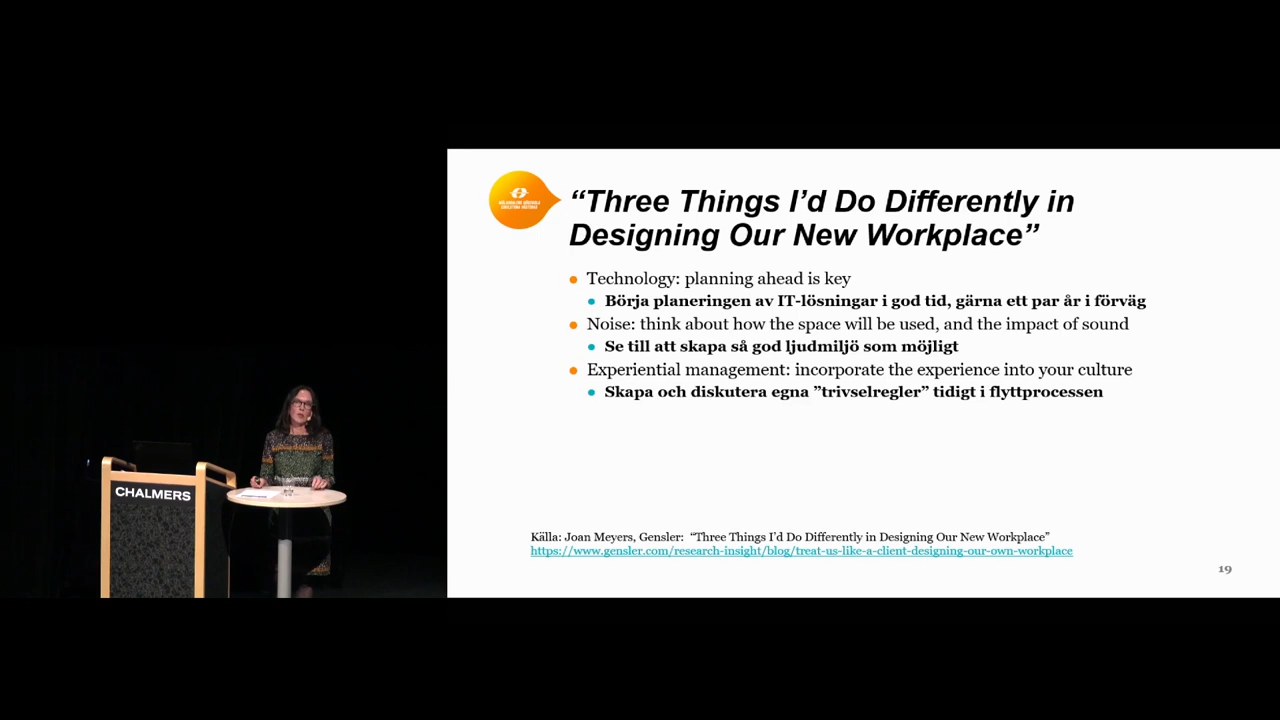 “Three Things I’d Do Differently in
Designing Our New Workplace”
Technology: planning ahead is key
Börja planeringen av IT-lösningar i god tid, gärna ett par år i förväg
Noise: think about how the space will be used, and the impact of sound
Se till att skapa så god ljudmiljö som möjligt
Experiential management: incorporate the experience into your culture
Skapa och diskutera egna ”trivselregler” tidigt i flyttprocessen
CHALMERS
Källa: Joan Meyers, Gensler: “Three Things I’d Do Differently in Designing Our New Workplace”
https://www.gensler.com/research-insight/blog/treat-us-like-a-client-designing-our-own-workplace
19